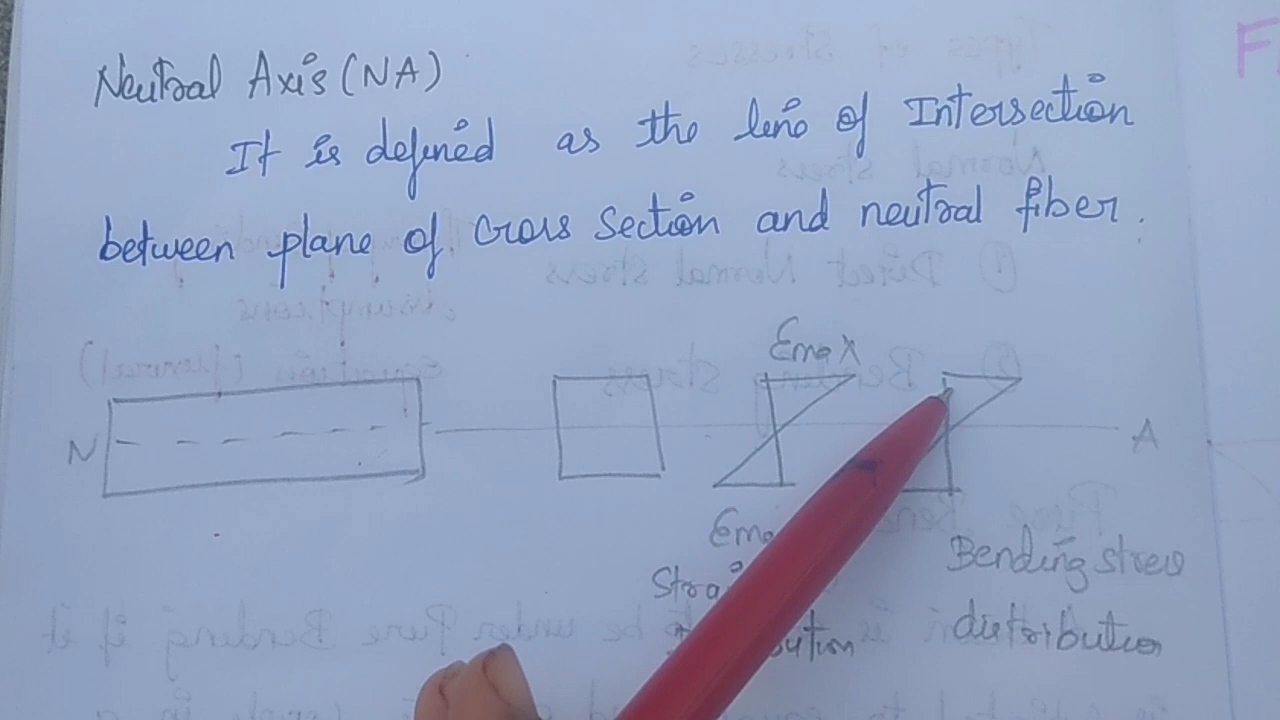 Neutral Axis (NA)
It is defined as the line of Intersection
between plane of cross section and neutral fiber.
Emax
N
A
Bending stress
distribution